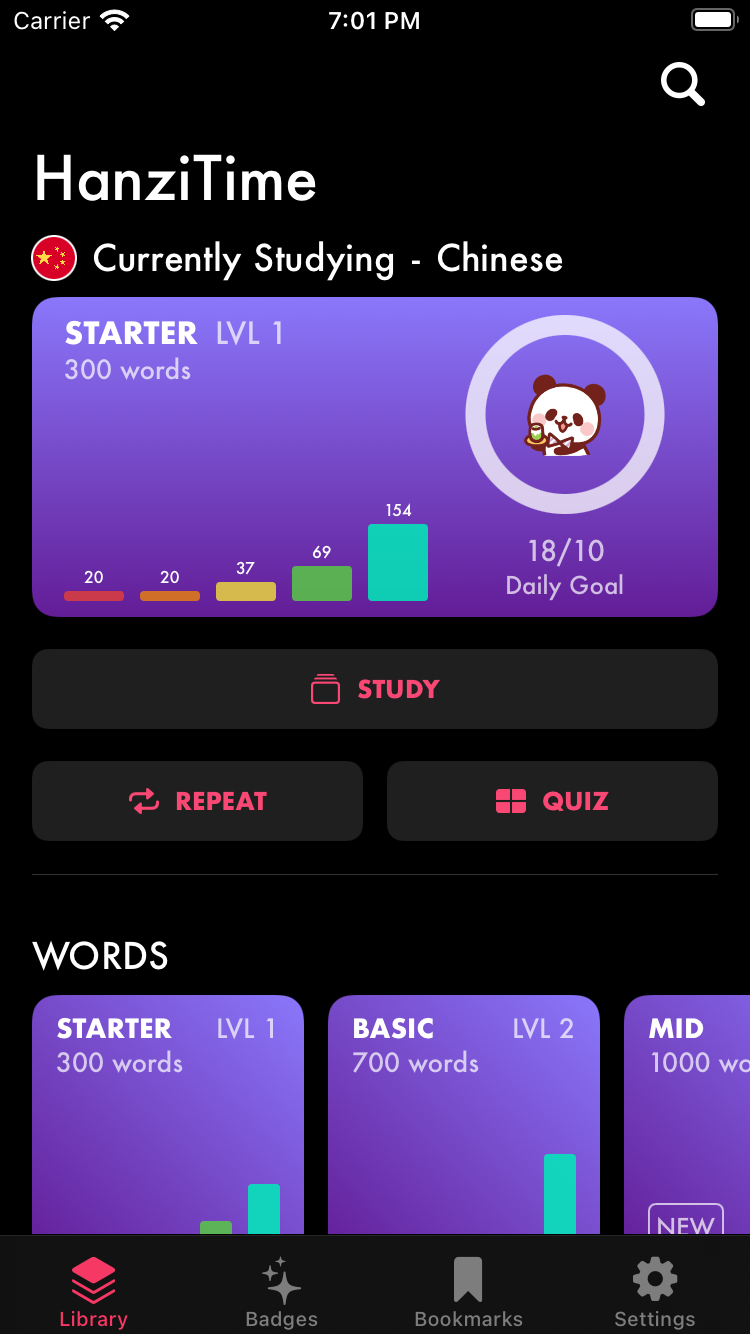 Carrier 7:01 PM
HanziTime
Currently Studying - Chinese
STARTER LVL 1
300 words
20 20 37 69 154
18/10
Daily Goal
STUDY
REPEAT QUIZ
WORDS
STARTER LVL 1 BASIC LVL 2 MID
300 words 700 words 1000 wo
NEW
Library Badges Bookmarks Settings